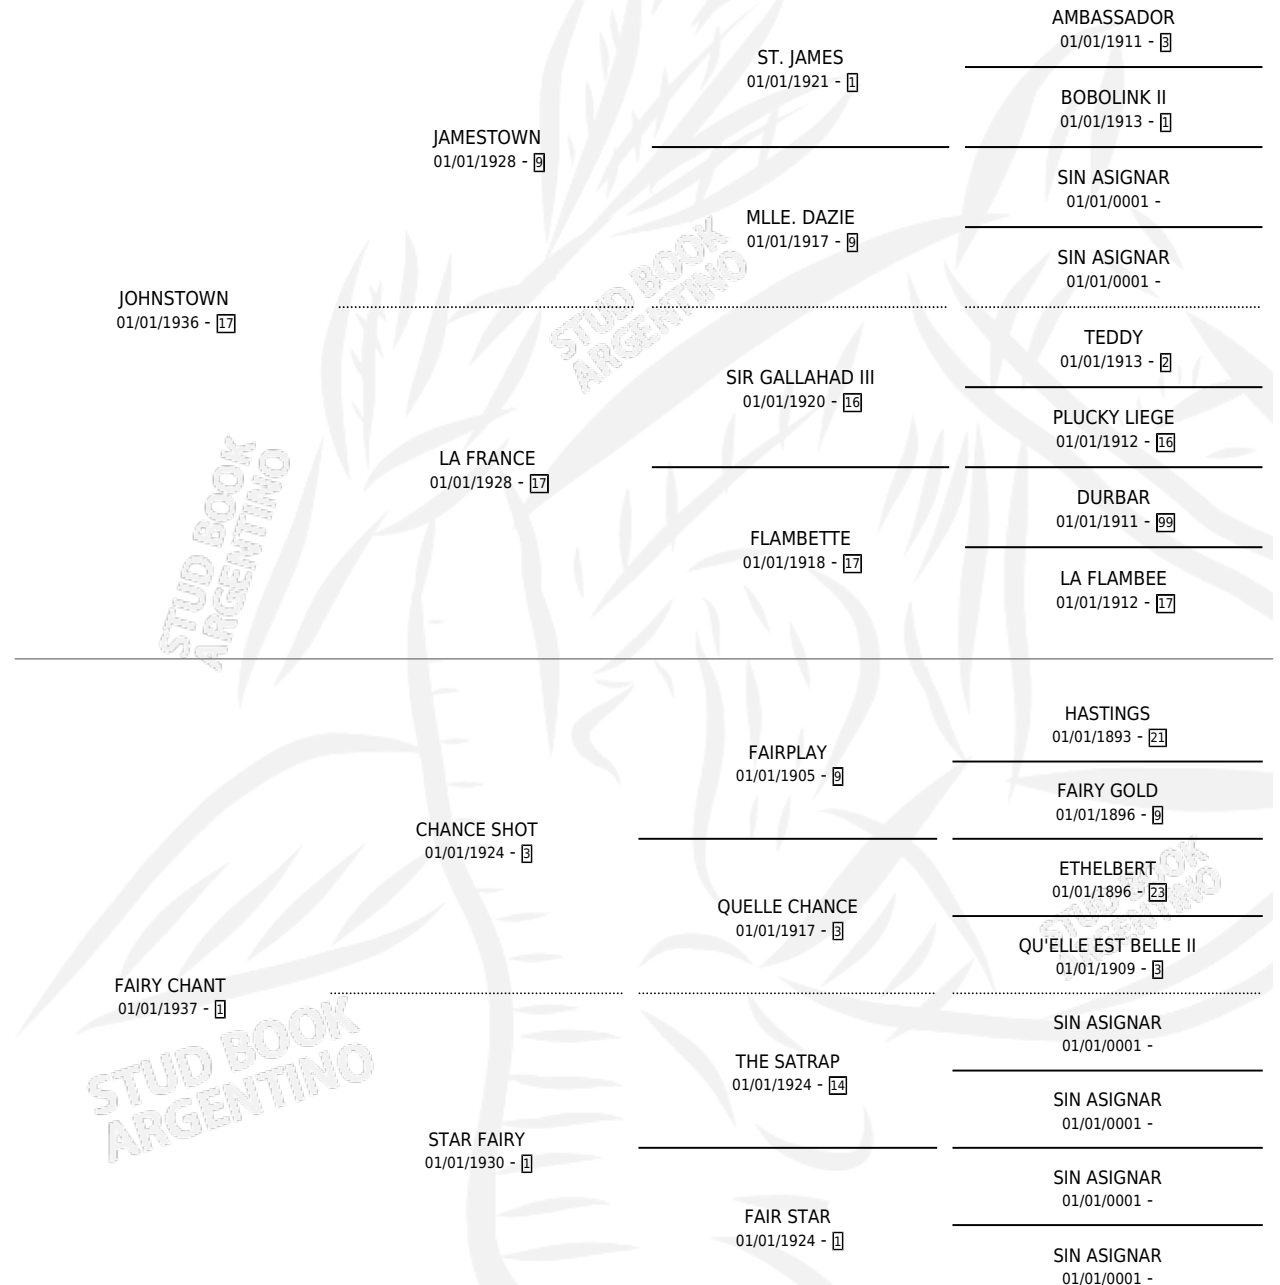 AMBASSADOR
01/01/1911 - 3
ST. JAMES
01/01/1921 - 1
BOBOLINK II
01/01/1913 - 1
JAMESTOWN
01/01/1928 - 9
SIN ASIGNAR
01/01/0001 -
MLLE. DAZIE
01/01/1917 - 9
SIN ASIGNAR
01/01/0001 -
JOHNSTOWN
01/01/1936 - 17
TEDDY
01/01/1913 - 2
SIR GALLAHAD III
01/01/1920 - 16
PLUCKY LIEGE
01/01/1912 - 16
LA FRANCE
01/01/1928 - 17
DURBAR
01/01/1911 - 99
FLAMBETTE
01/01/1918 - 17
LA FLAMBEE
01/01/1912 - 17
HASTINGS
01/01/1893 - 21
FAIRPLAY
01/01/1905 - 9
FAIRY GOLD
01/01/1896 - 9
CHANCE SHOT
01/01/1924 - 3
ETHELBERT
01/01/1896 - 23
QUELLE CHANCE
01/01/1917 - 3
QU'ELLE EST BELLE II
01/01/1909 - 3
FAIRY CHANT
01/01/1937 - 1
SIN ASIGNAR
01/01/0001 -
THE SATRAP
01/01/1924 - 14
SIN ASIGNAR
01/01/0001 -
STAR FAIRY
01/01/1930 - 1
SIN ASIGNAR
01/01/0001 -
FAIR STAR
01/01/1924 - 1
SIN ASIGNAR
01/01/0001 -
STUD BOOK
ARGENTINO
STUD BOOK
ARGENTINO
STUD BOOK
ARGENTINO
STUD BOOK
ARGENTINO